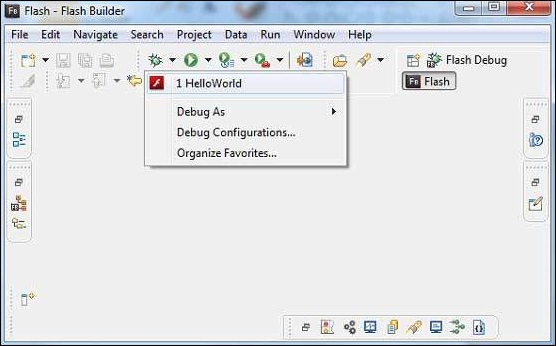 Fb Flash - Flash Builder
File Edit Navigate Search Project Data Run Window Help
Flash Debug
Flash
1 HelloWorld
Debug As
Debug Configurations...
Organize Favorites...